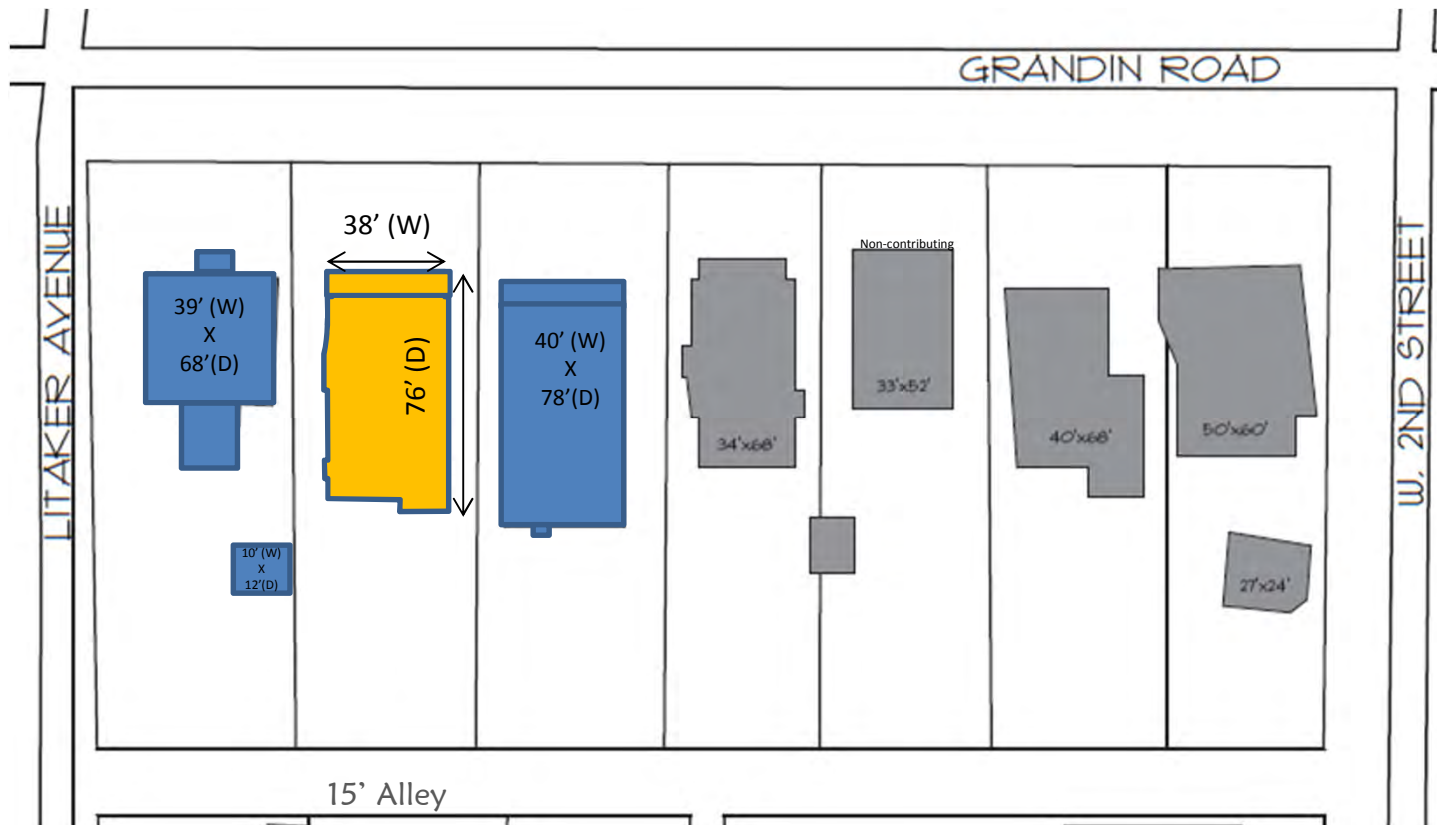 GRANDIN ROAD
LITAKER AVENUE
W. 2ND STREET
38' (W)
76' (D)
39' (W)
X
68'(D)
40' (W)
X
78'(D)
Non-contributing
33'x52'
34'x68'
40'x68'
50'x60'
10' (W)
X
12'(D)
27'x24'
15' Alley